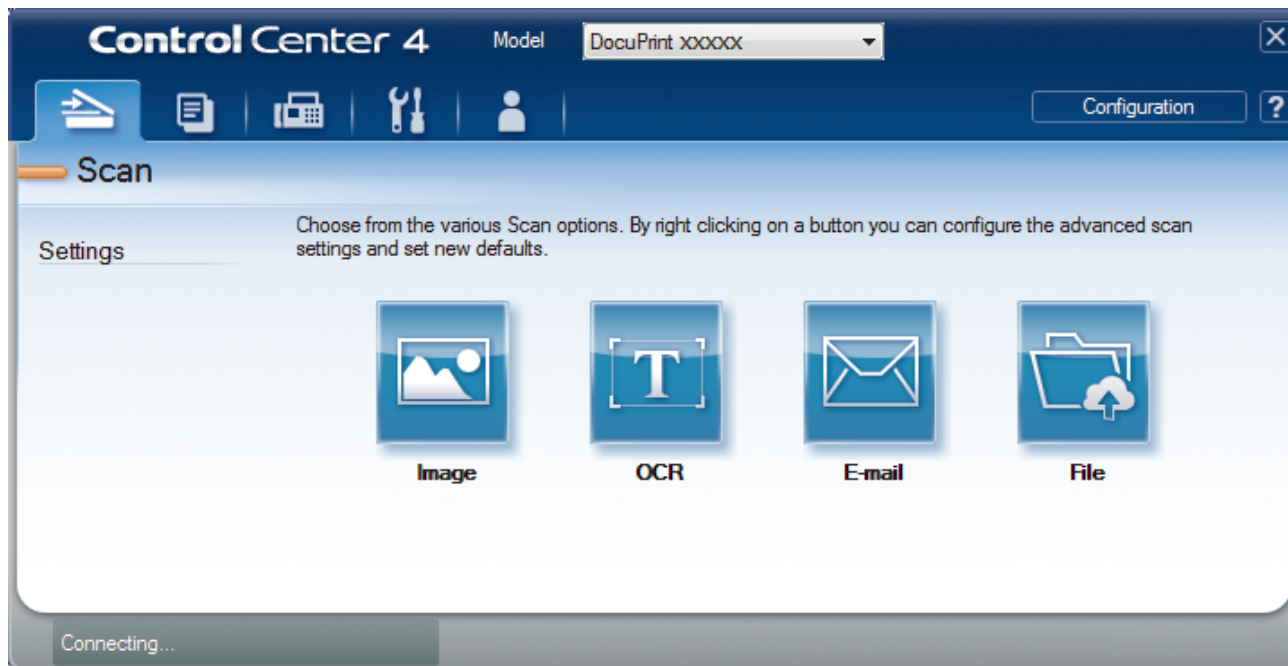 Control Center 4
Model
DocuPrint XXXXX
Configuration
?
Scan
Settings
Choose from the various Scan options. By right clicking on a button you can configure the advanced scan
settings and set new defaults.
T
Image
OCR
E-mail
File
Connecting...